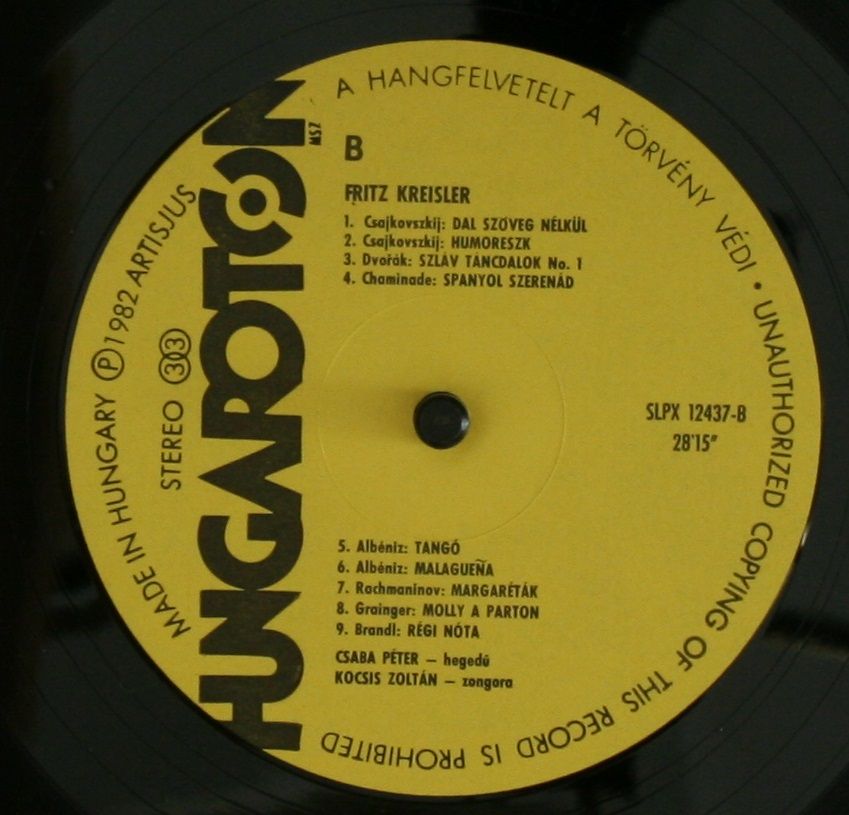 HUNGAROTON
MSZ
A HANGFELVETELT A TÖRVÉNY VÉDI • UNAUTHORIZED COPYING OF THIS RECORD IS PROHIBITED
MADE IN HUNGARY Ⓟ 1982 ARTISJUS
STEREO 303
B
FRITZ KREISLER
1. Csajkovszkij: DAL SZÖVEG NÉLKÜL
2. Csajkovszkij: HUMORESZK
3. Dvořák: SZLÁV TÁNCDALOK No. 1
4. Chaminade: SPANYOL SZERENÁD
SLPX 12437-B
28'15"
5. Albéniz: TANGÓ
6. Albéniz: MALAGUEÑA
7. Rachmaninov: MARGARÉTÁK
8. Grainger: MOLLY A PARTON
9. Brandl: RÉGI NÓTA
CSABA PÉTER – hegedű
KOCSIS ZOLTÁN – zongora